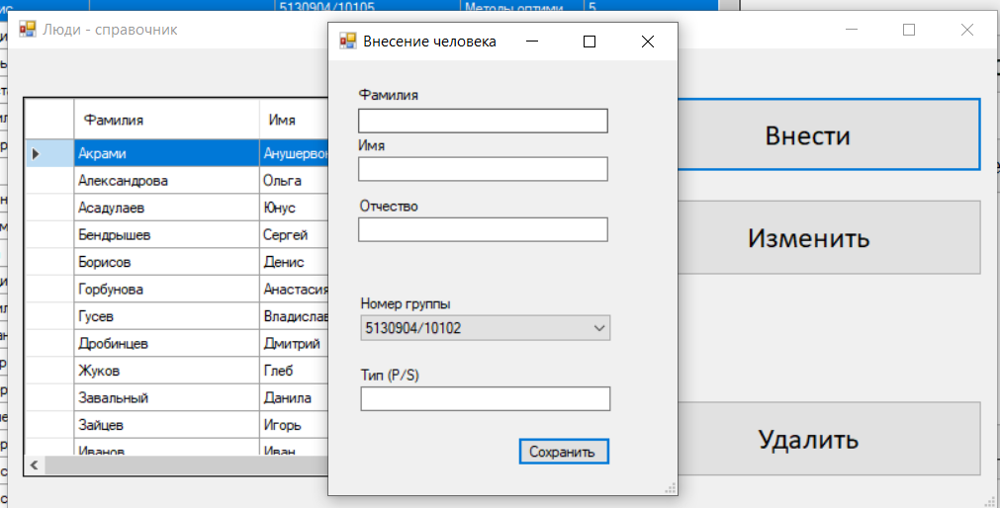 5130904/10105 Методы оптими 5
Люди - справочник
Внесение человека
Фамилия Имя
Акрами Анушервон
Александрова Ольга
Асадулаев Юнус
Бендрышев Сергей
Борисов Денис
Горбунова Анастасия
Гусев Владислав
Дробинцев Дмитрий
Жуков Глеб
Завальный Данила
Зайцев Игорь
Иванов Иван
Фамилия
Имя
Отчество
Номер группы
5130904/10102
Тип (P/S)
Сохранить
Внести
Изменить
Удалить